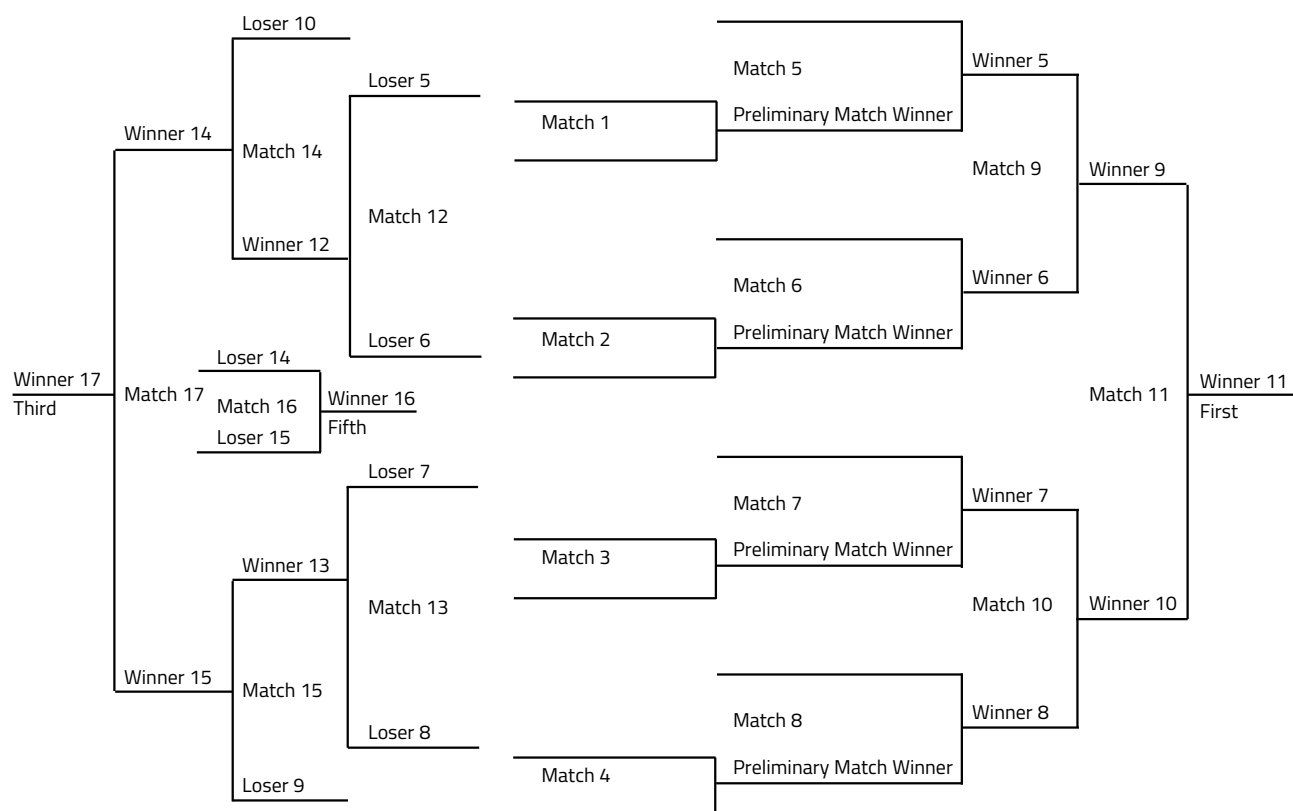 Loser 10
Loser 5
Winner 14
Match 14
Match 12
Winner 12
Loser 6
Loser 14
Winner 17
Third
Match 17
Match 16
Winner 16
Fifth
Loser 15
Loser 7
Winner 13
Match 13
Winner 15
Match 15
Loser 8
Loser 9
Match 1
Match 2
Match 3
Match 4
Match 5
Preliminary Match Winner
Match 6
Preliminary Match Winner
Match 7
Preliminary Match Winner
Match 8
Preliminary Match Winner
Winner 5
Match 9
Winner 6
Winner 7
Match 10
Winner 8
Winner 9
Match 11
Winner 10
Winner 11
First